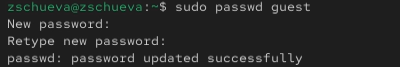 zschueva@zschueva:~$ sudo passwd guest
New password:
Retype new password:
passwd: password updated successfully